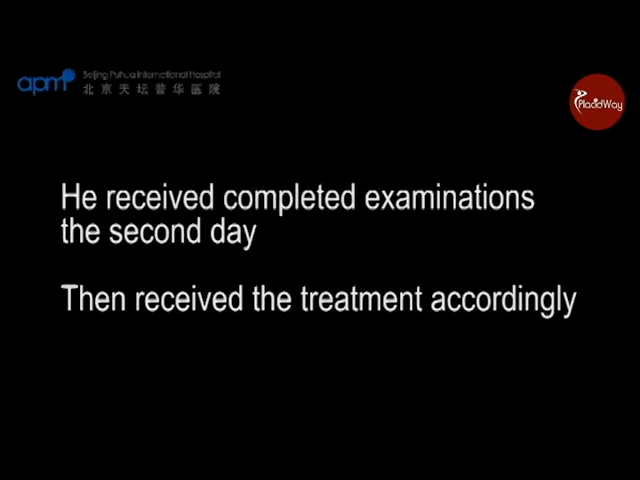 apm
Beijing Puhua International Hospital
北京天坛普华医院
PlacidWay
He received completed examinations
the second day
Then received the treatment accordingly